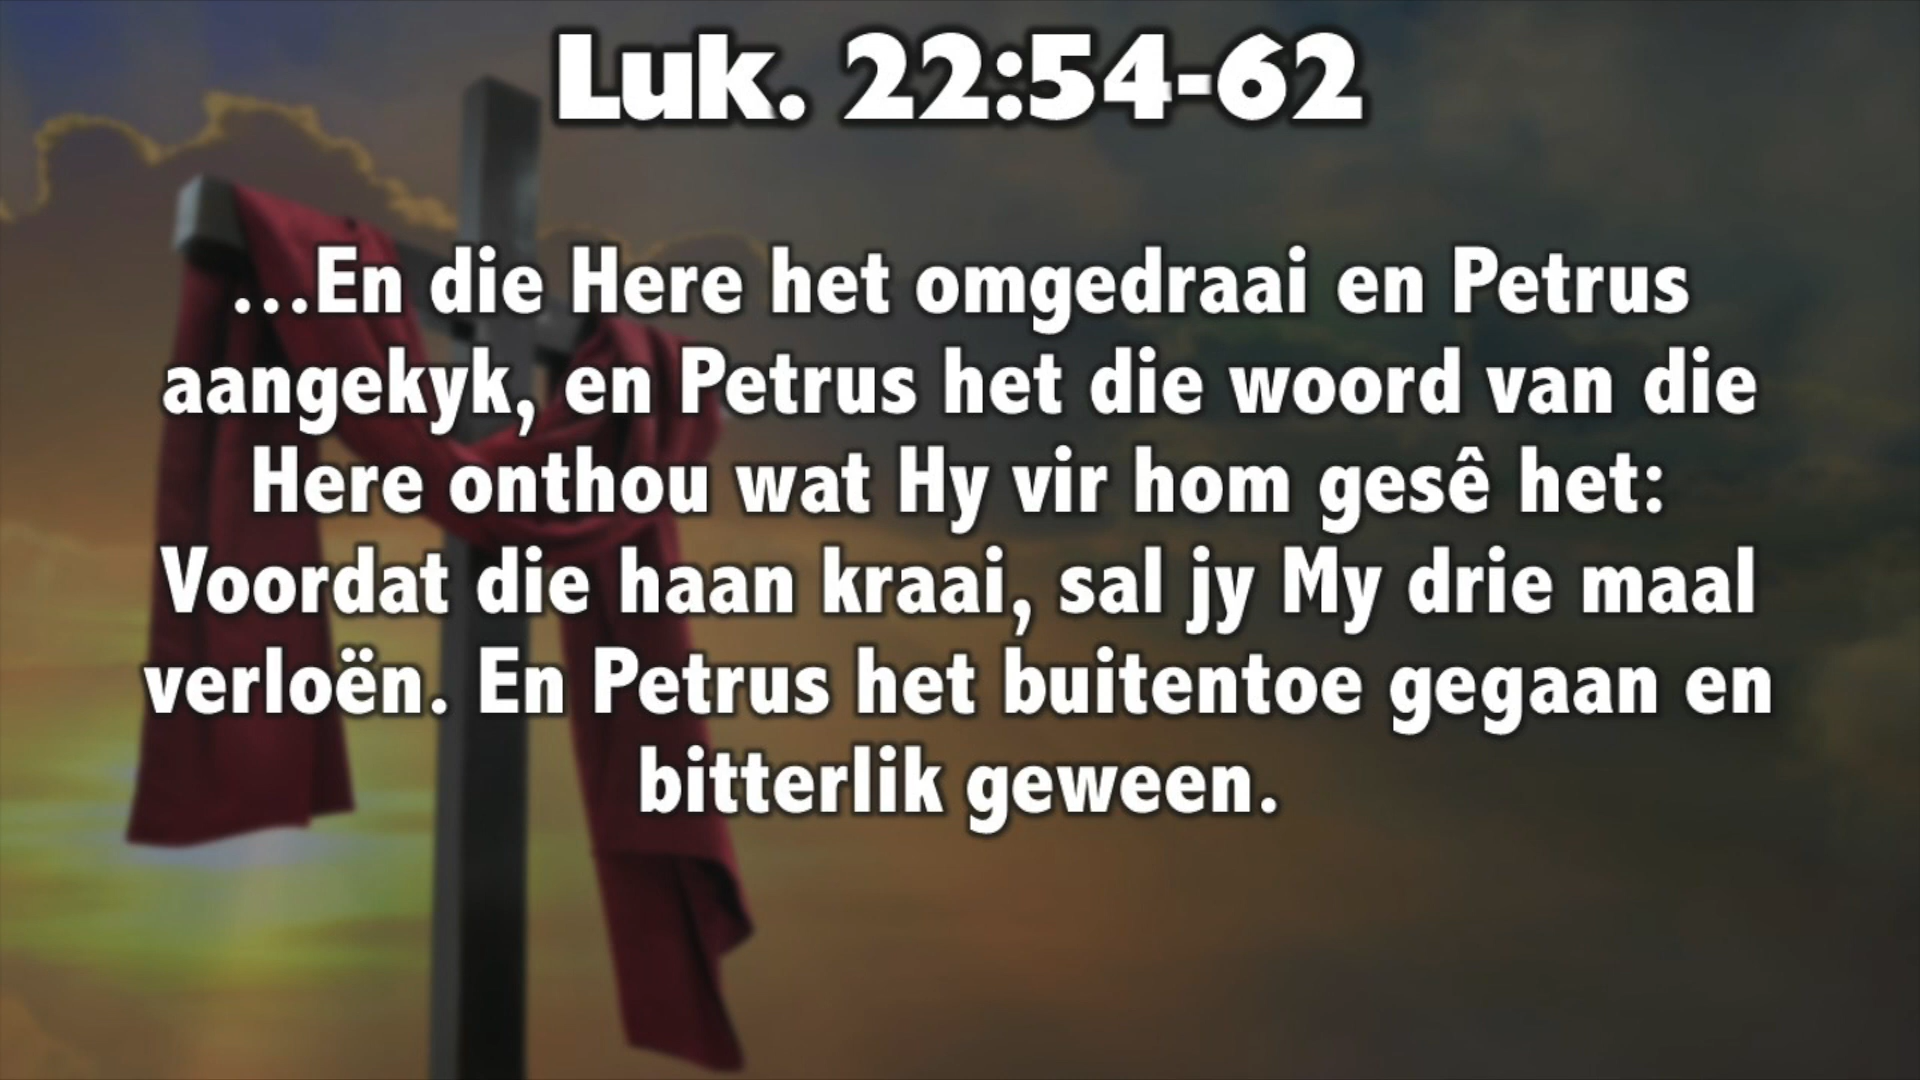 Luk. 22:54-62
...En die Here het omgedraai en Petrus
aangekyk, en Petrus het die woord van die
Here onthou wat Hy vir hom gesê het:
Voordat die haan kraai, sal jy My drie maal
verloën. En Petrus het buitentoe gegaan en
bitterlik geween.